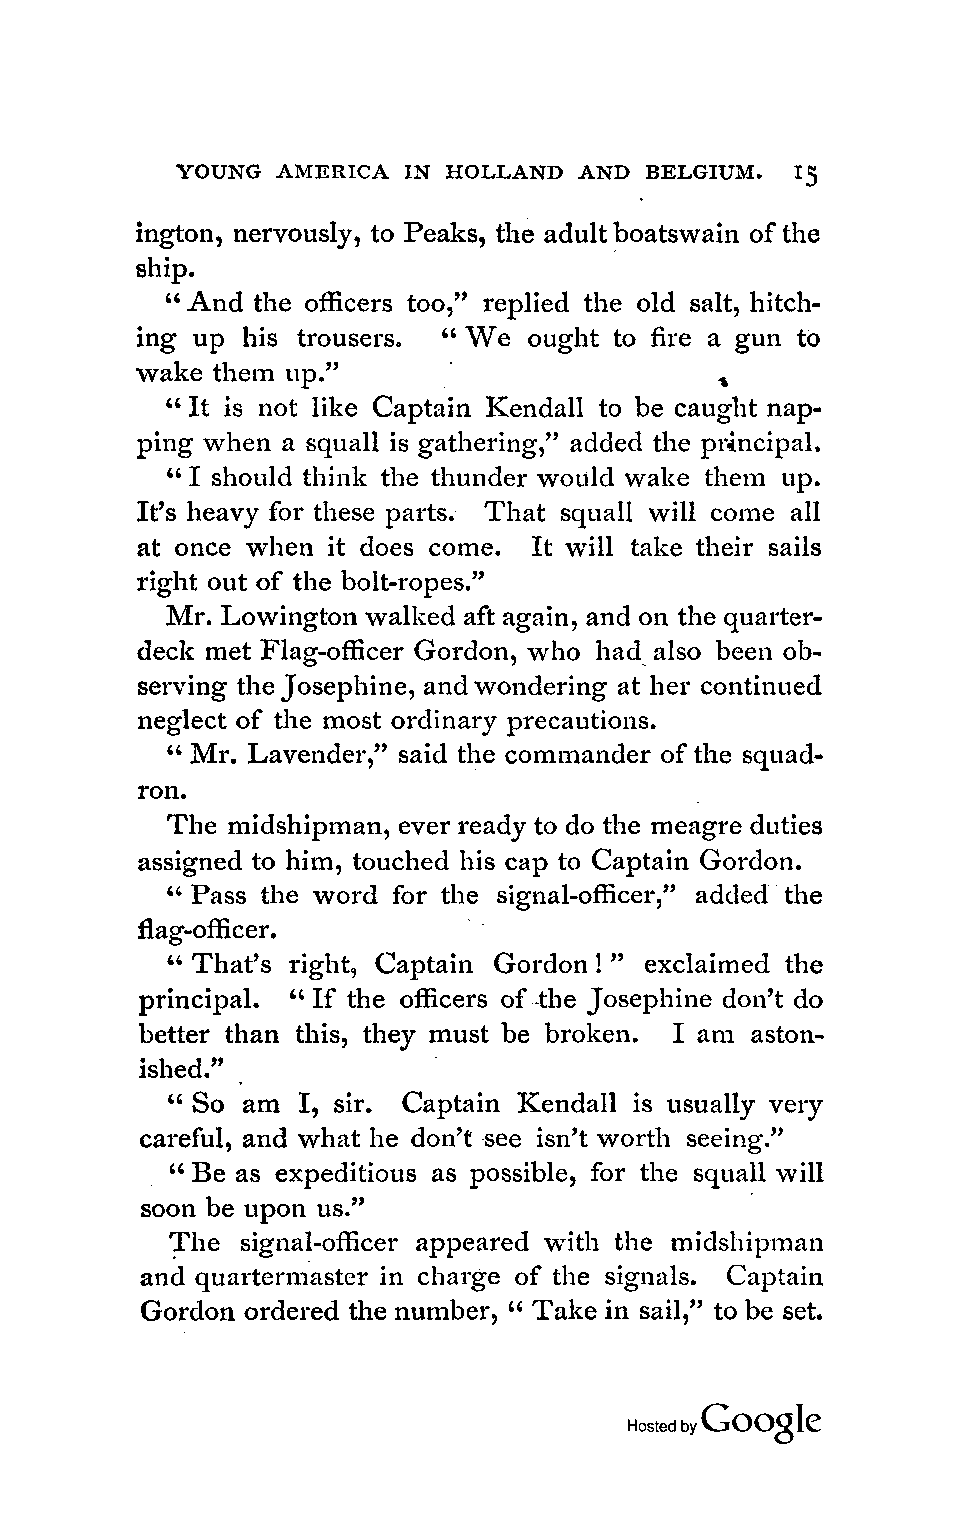 YOUNG AMERICA IN HOLLAND AND BELGIUM. 15
ington, nervously, to Peaks, the adult boatswain of the
ship.
“And the officers too,” replied the old salt, hitch-
ing up his trousers. “We ought to fire a gun to
wake them up.”
“It is not like Captain Kendall to be caught nap-
ping when a squall is gathering,” added the principal.
“I should think the thunder would wake them up.
It’s heavy for these parts. That squall will come all
at once when it does come. It will take their sails
right out of the bolt-ropes.”
Mr. Lowington walked aft again, and on the quarter-
deck met Flag-officer Gordon, who had also been ob-
serving the Josephine, and wondering at her continued
neglect of the most ordinary precautions.
“Mr. Lavender,” said the commander of the squad-
ron.
The midshipman, ever ready to do the meagre duties
assigned to him, touched his cap to Captain Gordon.
“Pass the word for the signal-officer,” added the
flag-officer.
“That’s right, Captain Gordon!” exclaimed the
principal. “If the officers of the Josephine don’t do
better than this, they must be broken. I am aston-
ished.”
“So am I, sir. Captain Kendall is usually very
careful, and what he don’t see isn’t worth seeing.”
“Be as expeditious as possible, for the squall will
soon be upon us.”
The signal-officer appeared with the midshipman
and quartermaster in charge of the signals. Captain
Gordon ordered the number, “Take in sail,” to be set.
Hosted by Google